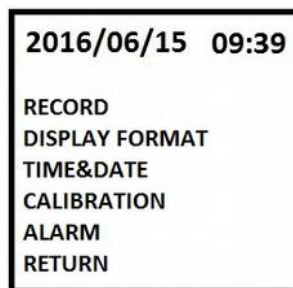 2016/06/15 09:39
RECORD
DISPLAY FORMAT
TIME&DATE
CALIBRATION
ALARM
RETURN